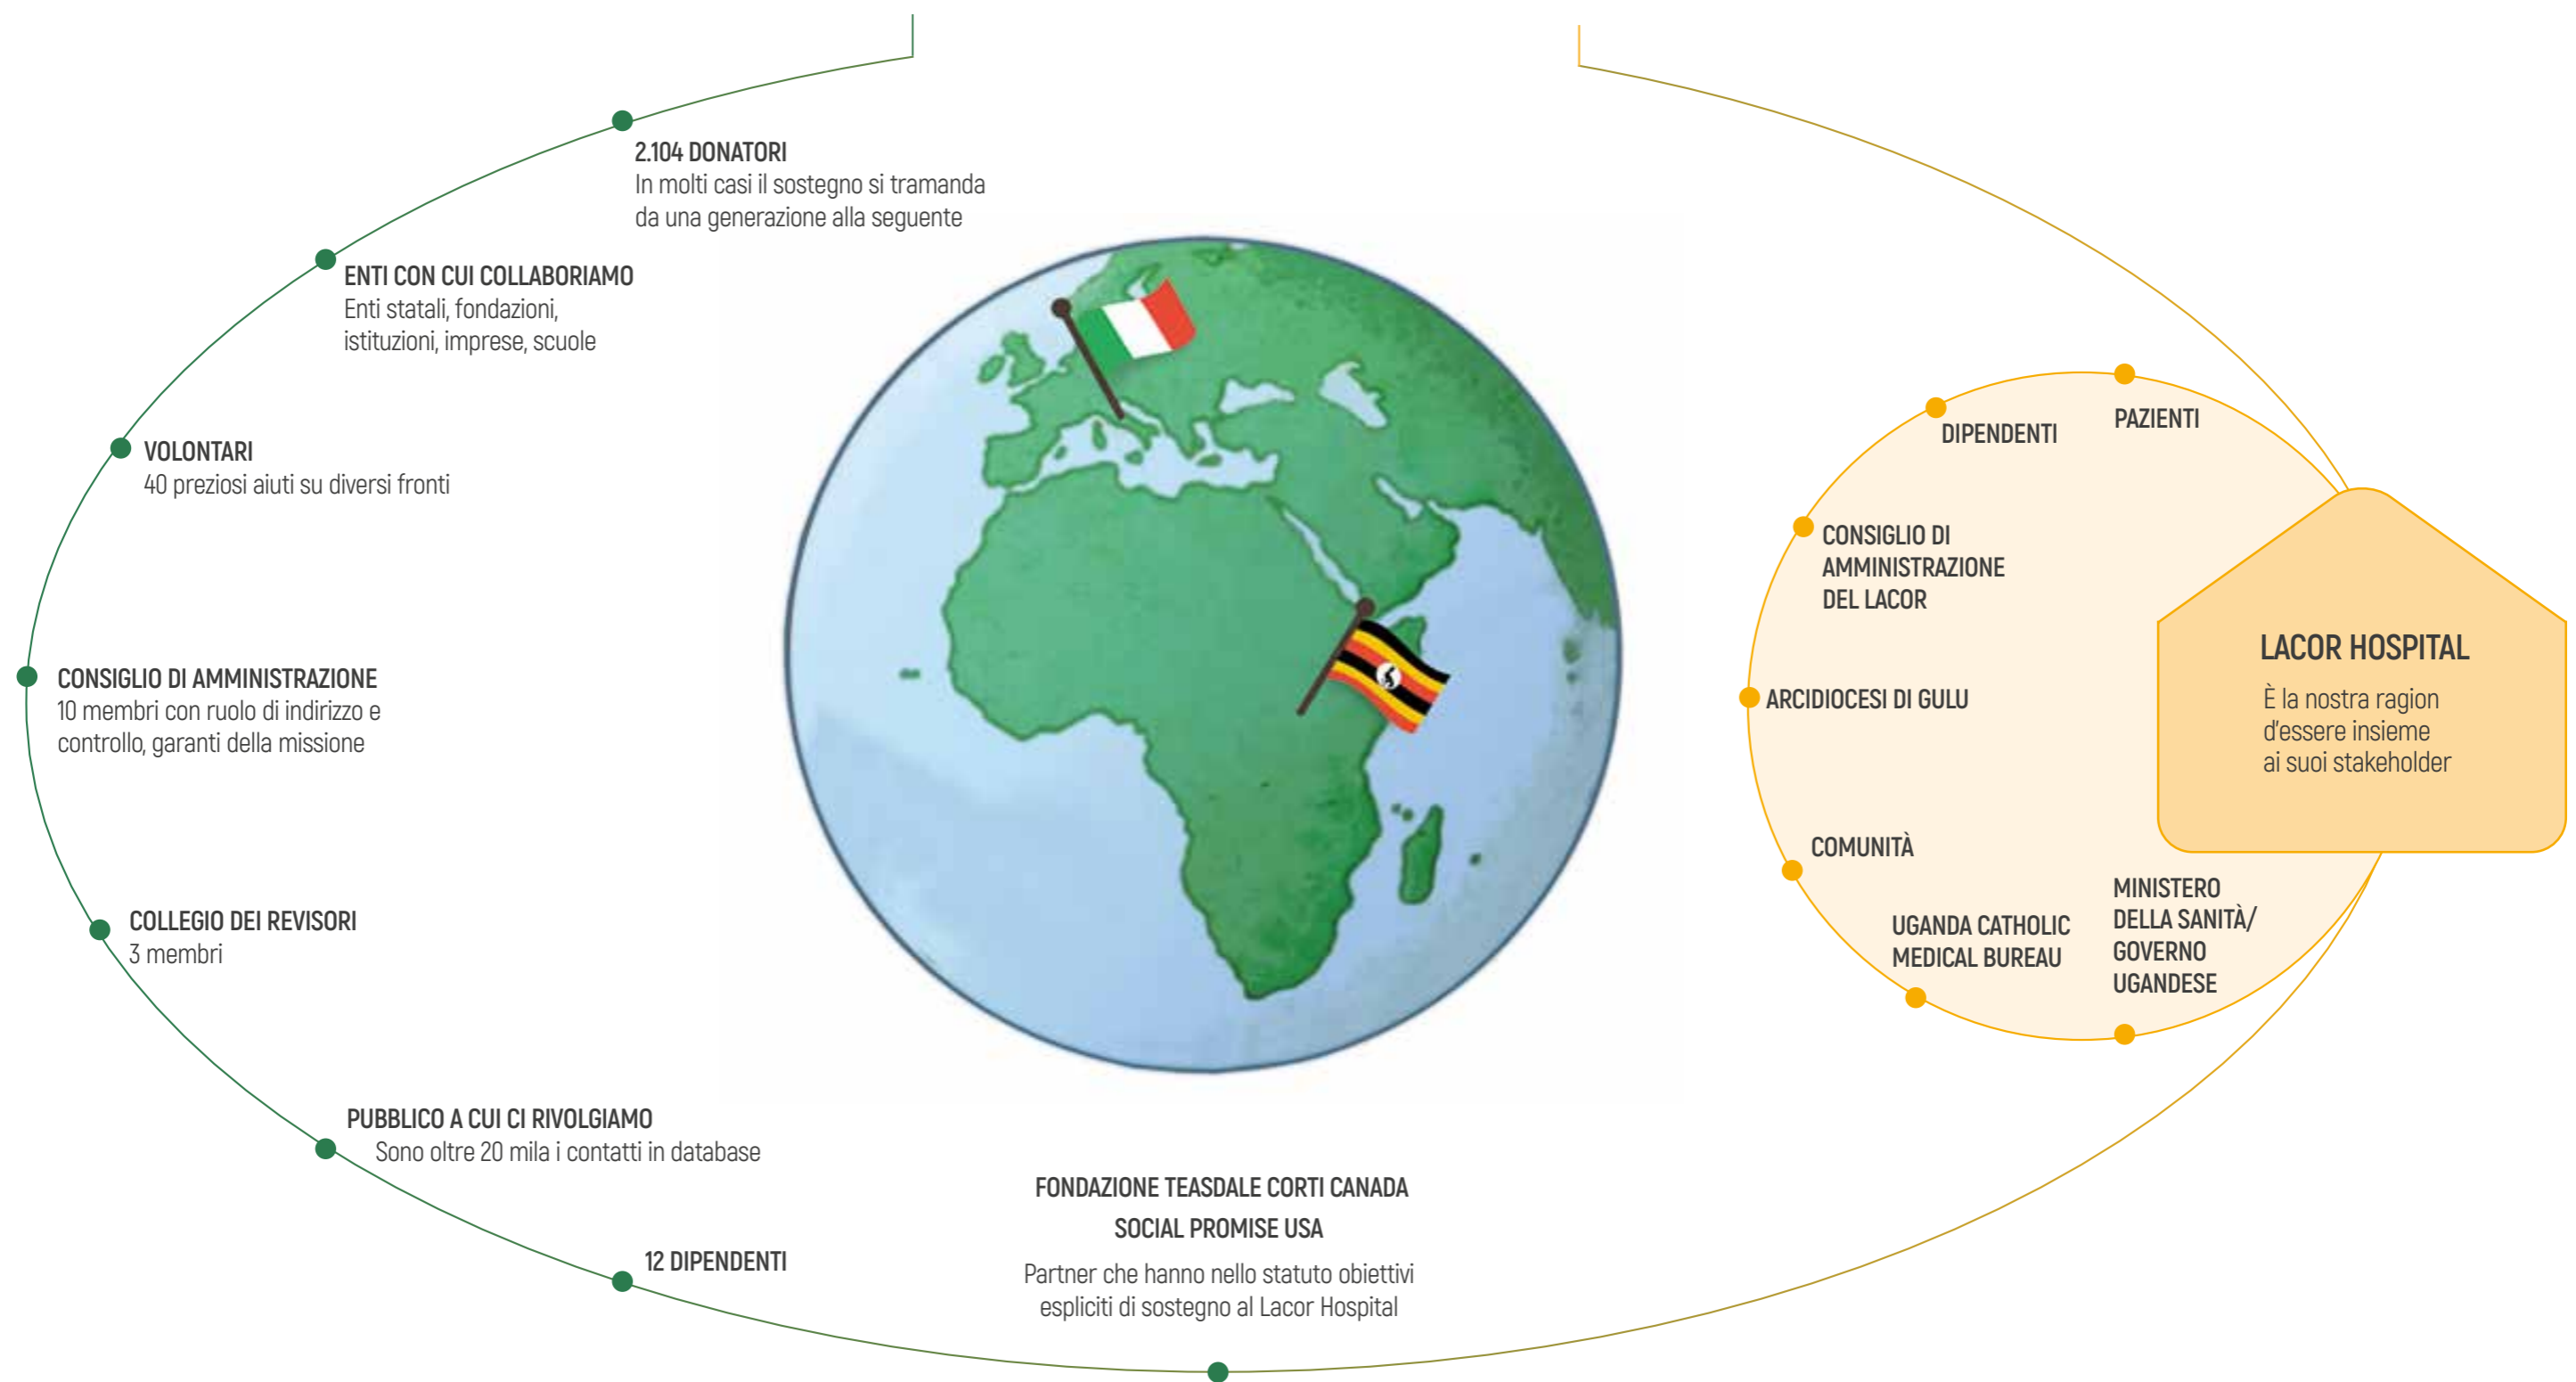 2.104 DONATORI
In molti casi il sostegno si tramanda
da una generazione alla seguente
ENTI CON CUI COLLABORIAMO
Enti statali, fondazioni,
istituzioni, imprese, scuole
VOLONTARI
40 preziosi aiuti su diversi fronti
CONSIGLIO DI AMMINISTRAZIONE
10 membri con ruolo di indirizzo e
controllo, garanti della missione
COLLEGIO DEI REVISORI
3 membri
PUBBLICO A CUI CI RIVOLGIAMO
Sono oltre 20 mila i contatti in database
12 DIPENDENTI
FONDAZIONE TEASDALE CORTI CANADA
SOCIAL PROMISE USA
Partner che hanno nello statuto obiettivi
espliciti di sostegno al Lacor Hospital
PAZIENTI
DIPENDENTI
CONSIGLIO DI
AMMINISTRAZIONE
DEL LACOR
ARCIDIOCESI DI GULU
COMUNITÀ
UGANDA CATHOLIC
MEDICAL BUREAU
MINISTERO
DELLA SANITÀ/
GOVERNO
UGANDESE
LACOR HOSPITAL
È la nostra ragion
d'essere insieme
ai suoi stakeholder